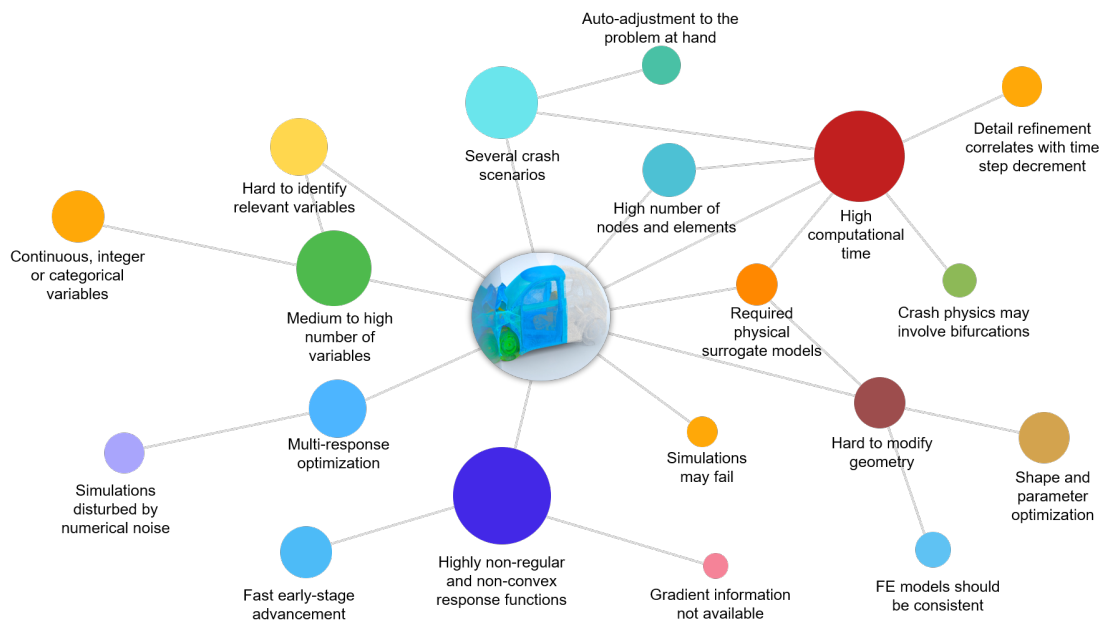 Auto-adjustment to the
problem at hand
Several crash
scenarios
Detail refinement
correlates with time
step decrement
Hard to identify
relevant variables
High number of
nodes and elements
High
computational
time
Continuous, integer
or categorical
variables
Medium to high
number of
variables
Required
physical
surrogate models
Crash physics may
involve bifurcations
Multi-response
optimization
Simulations
may fail
Hard to modify
geometry
Shape and
parameter
optimization
Simulations
disturbed by
numerical noise
Highly non-regular
and non-convex
response functions
Fast early-stage
advancement
Gradient information
not available
FE models should
be consistent